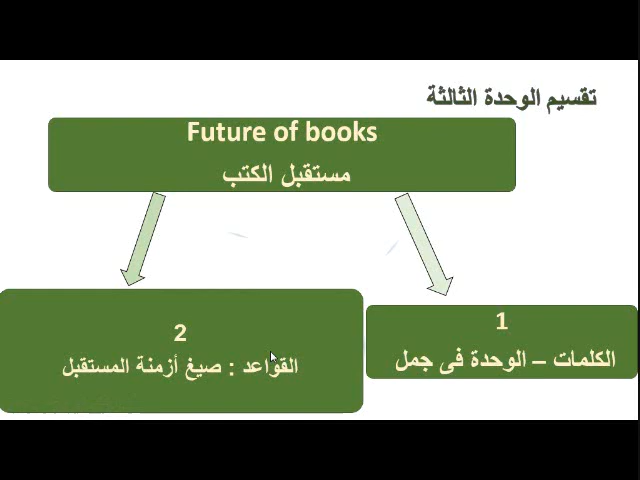 تقسيم الوحدة الثالثة
Future of books
مستقبل الكتب
1
الكلمات – الوحدة فى جمل
2
القواعد : صيغ أزمنة المستقبل